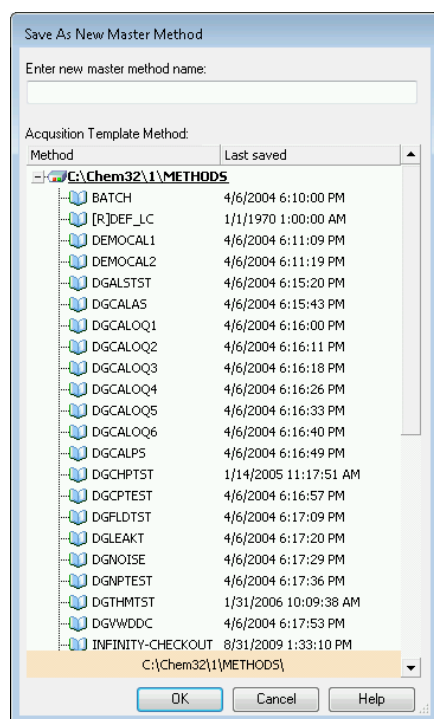 Save As New Master Method
Enter new master method name:
Acqusition Template Method:
Method Last saved
C:\Chem32\1\METHODS
BATCH 4/6/2004 6:10:00 PM
[R]DEF_LC 1/1/1970 1:00:00 AM
DEMOCAL1 4/6/2004 6:11:09 PM
DEMOCAL2 4/6/2004 6:11:19 PM
DGALSTST 4/6/2004 6:15:20 PM
DGCALAS 4/6/2004 6:15:43 PM
DGCALOQ1 4/6/2004 6:16:00 PM
DGCALOQ2 4/6/2004 6:16:11 PM
DGCALOQ3 4/6/2004 6:16:18 PM
DGCALOQ4 4/6/2004 6:16:26 PM
DGCALOQ5 4/6/2004 6:16:33 PM
DGCALOQ6 4/6/2004 6:16:40 PM
DGCALPS 4/6/2004 6:16:49 PM
DGCHPTST 1/14/2005 11:17:51 AM
DGCPTEST 4/6/2004 6:16:57 PM
DGFLDTST 4/6/2004 6:17:09 PM
DGLEAKT 4/6/2004 6:17:20 PM
DGNOISE 4/6/2004 6:17:29 PM
DGNPTEST 4/6/2004 6:17:36 PM
DGTHMTST 1/31/2006 10:09:38 AM
DGVWDDC 4/6/2004 6:17:53 PM
INFINITY-CHECKOUT 8/31/2009 1:33:10 PM
C:\Chem32\1\METHODS\
OK Cancel Help